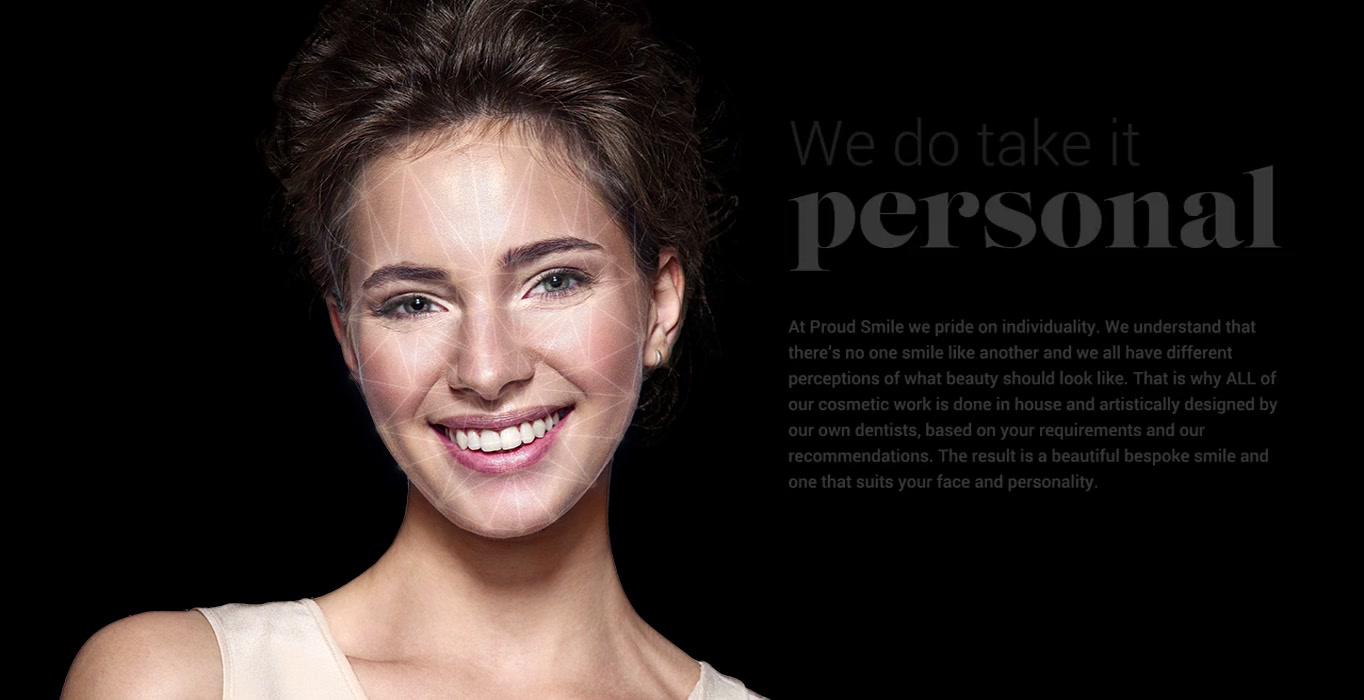 We do take it
personal
At Proud Smile we pride on individuality. We understand that
there's no one smile like another and we all have different
perceptions of what beauty should look like. That is why ALL of
our cosmetic work is done in house and artistically designed by
our own dentists, based on your requirements and our
recommendations. The result is a beautiful bespoke smile and
one that suits your face and personality.